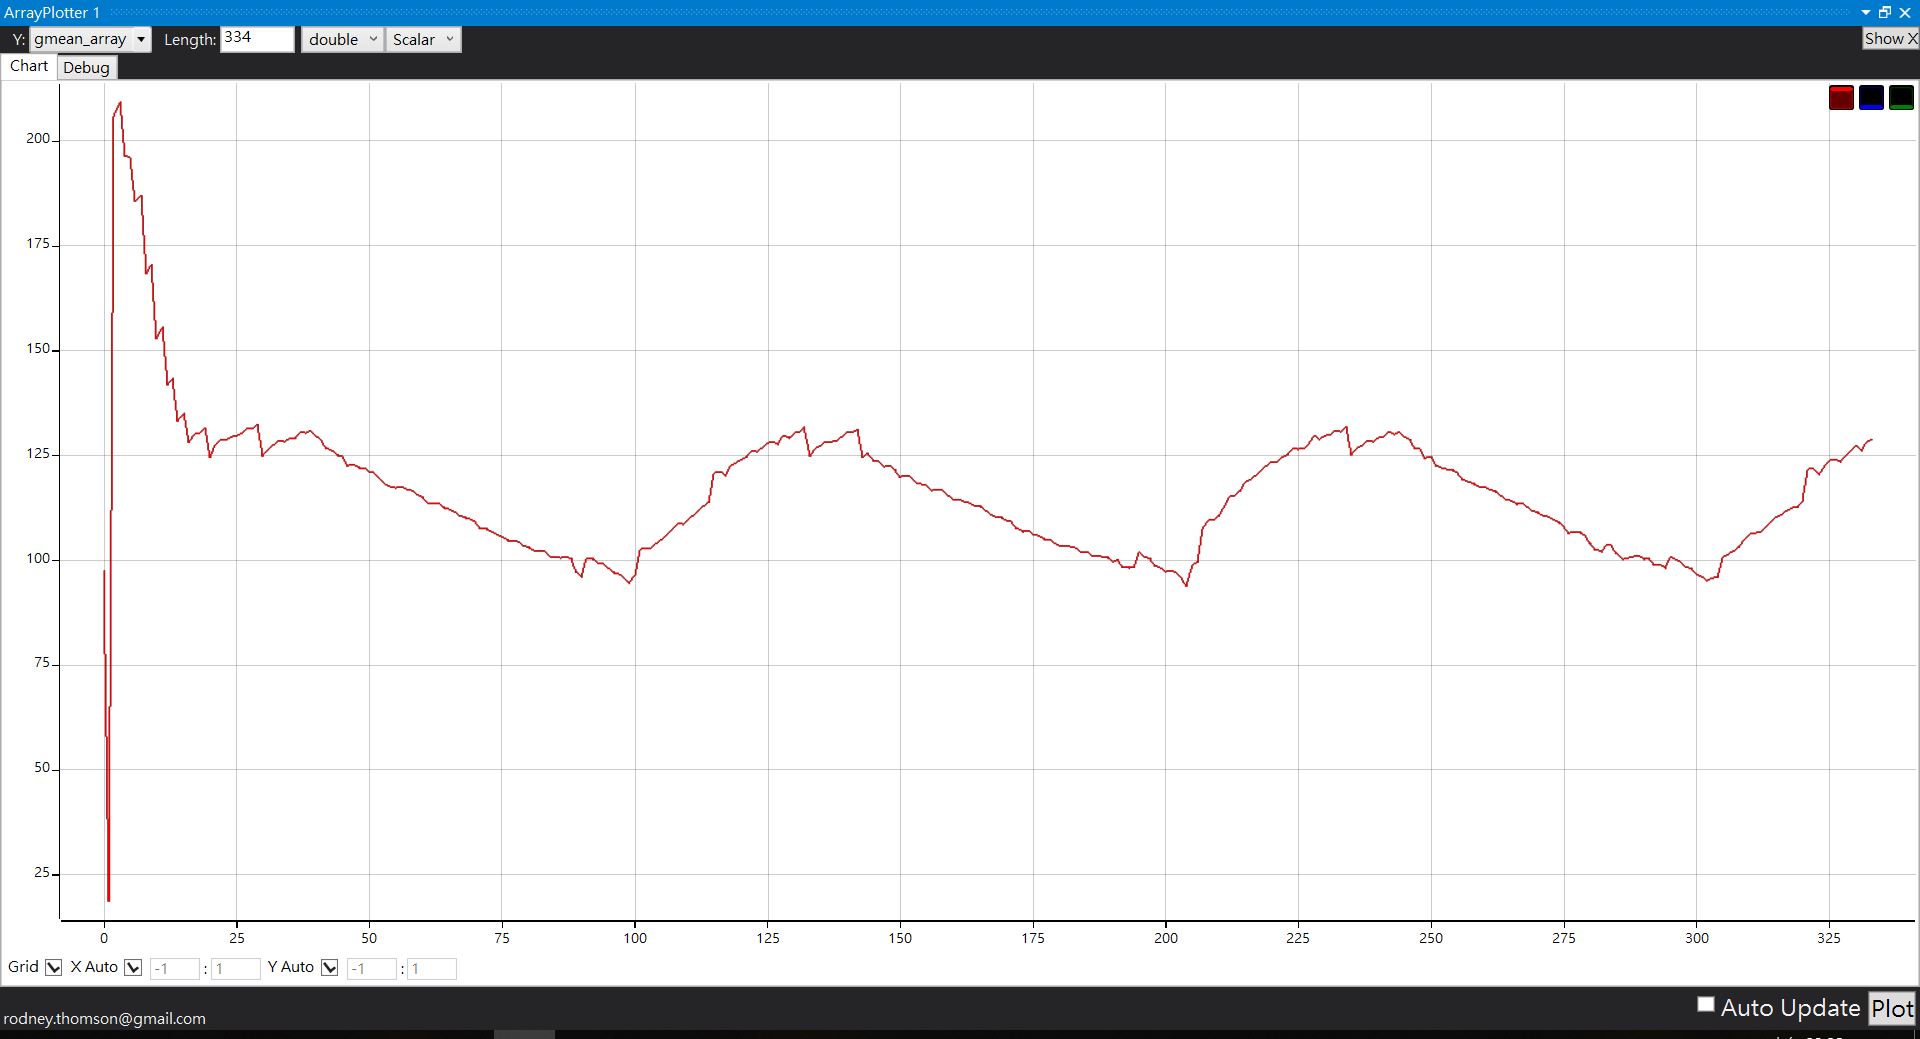 ArrayPlotter 1
Y: gmean_array Length: 334 double Scalar Show X
Chart Debug
200
175
150
125
100
75
50
25
0 25 50 75 100 125 150 175 200 225 250 275 300 325
Grid X Auto -1 : 1 Y Auto -1 : 1
Auto Update Plot
rodney.thomson@gmail.com